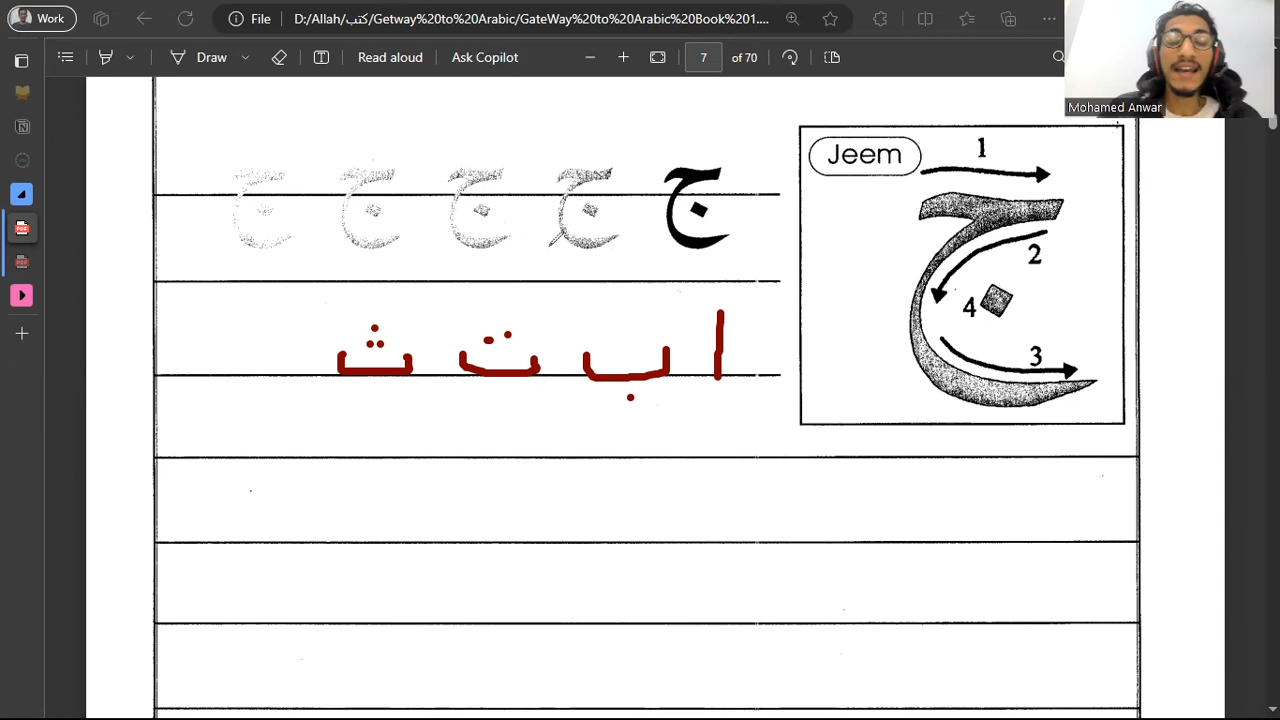 Work
File
D:/Allah/كتب/Getway%20to%20Arabic/GateWay%20to%20Arabic%20Book%201....
Draw
Read aloud
Ask Copilot
7 of 70
Mohamed Anwar
Jeem
1
2
4
3
ج ج ج ج ج
ا ب ت ث